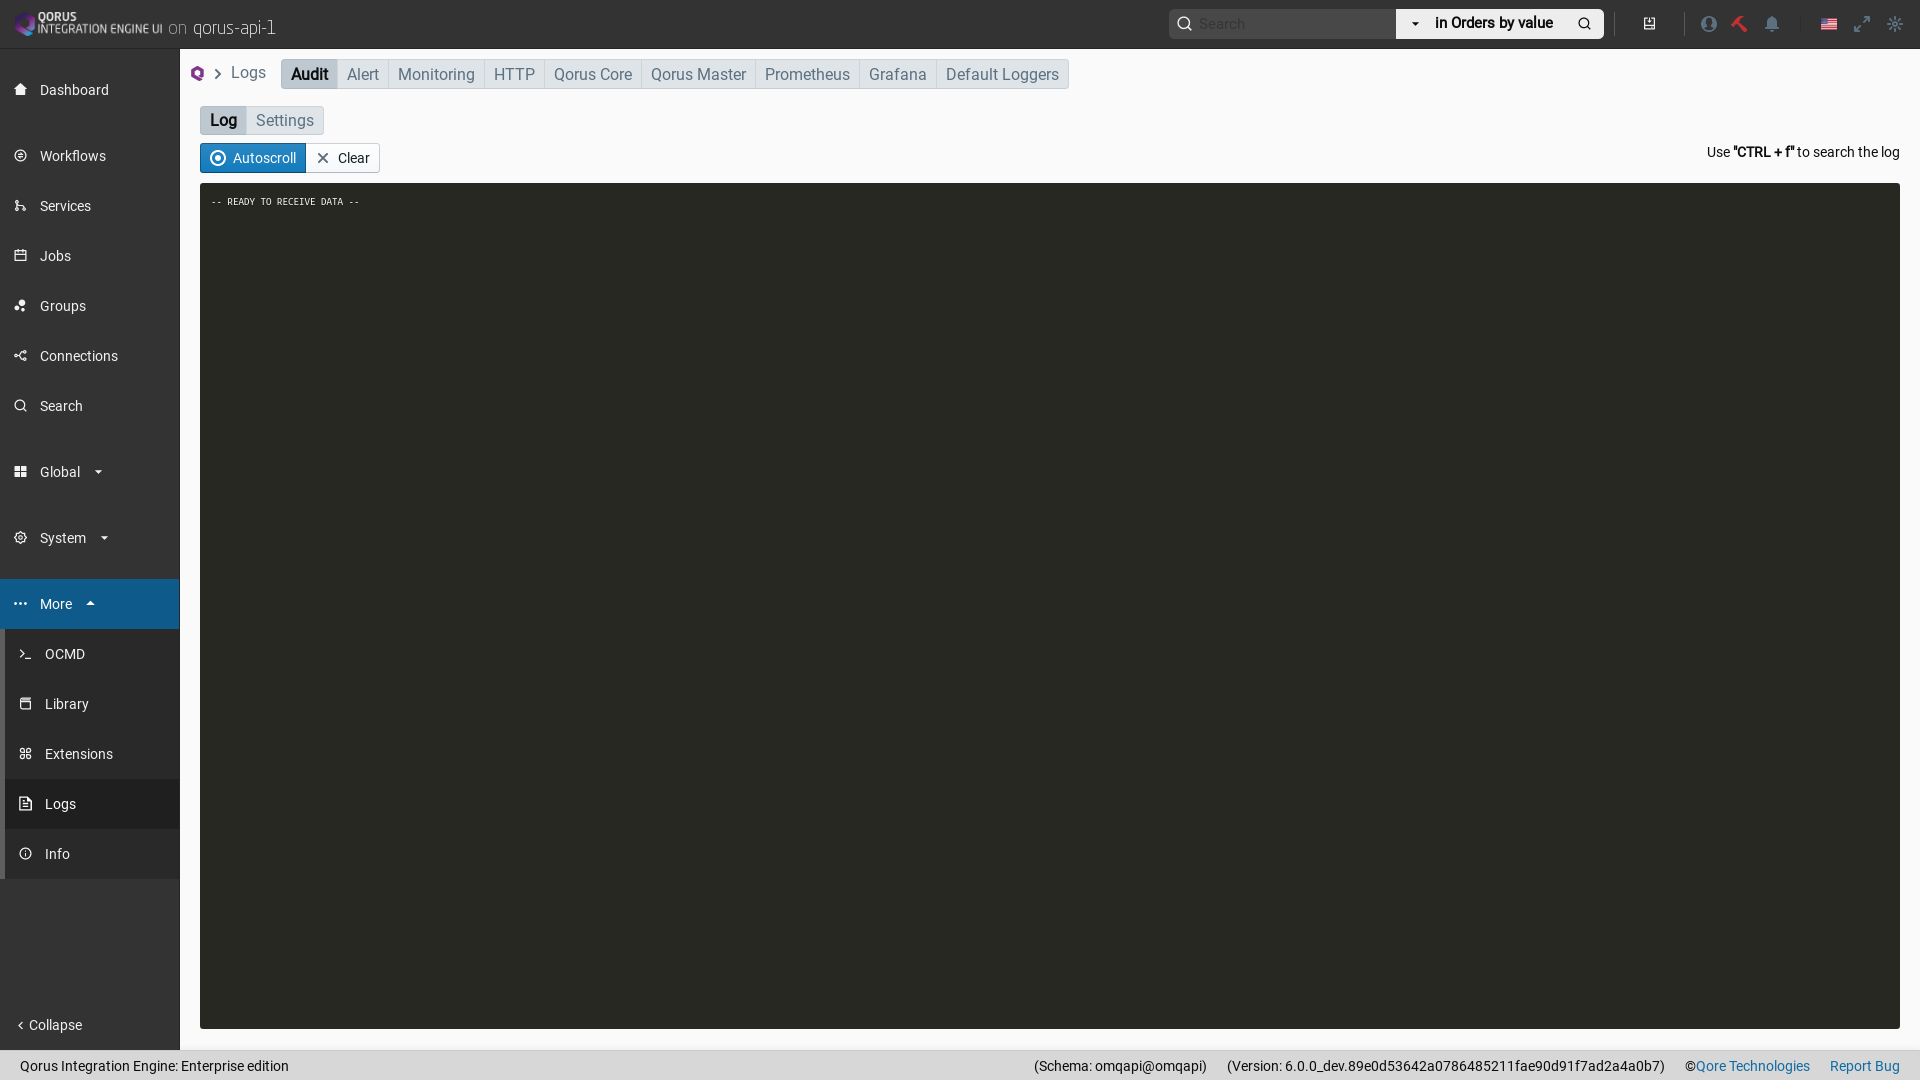 QORUS
INTEGRATION ENGINE UI on qorus-api-1
Search
in Orders by value
Dashboard
Workflows
Services
Jobs
Groups
Connections
Search
Global
System
More
OCMD
Library
Extensions
Logs
Info
Collapse
Logs
Audit Alert Monitoring HTTP Qorus Core Qorus Master Prometheus Grafana Default Loggers
Log Settings
Autoscroll Clear
Use "CTRL + f" to search the log
-- READY TO RECEIVE DATA --
Qorus Integration Engine: Enterprise edition (Schema: omqapi@omqapi) (Version: 6.0.0_dev.89e0d53642a0786485211fae90d91f7ad2a4a0b7) ©Qore Technologies Report Bug